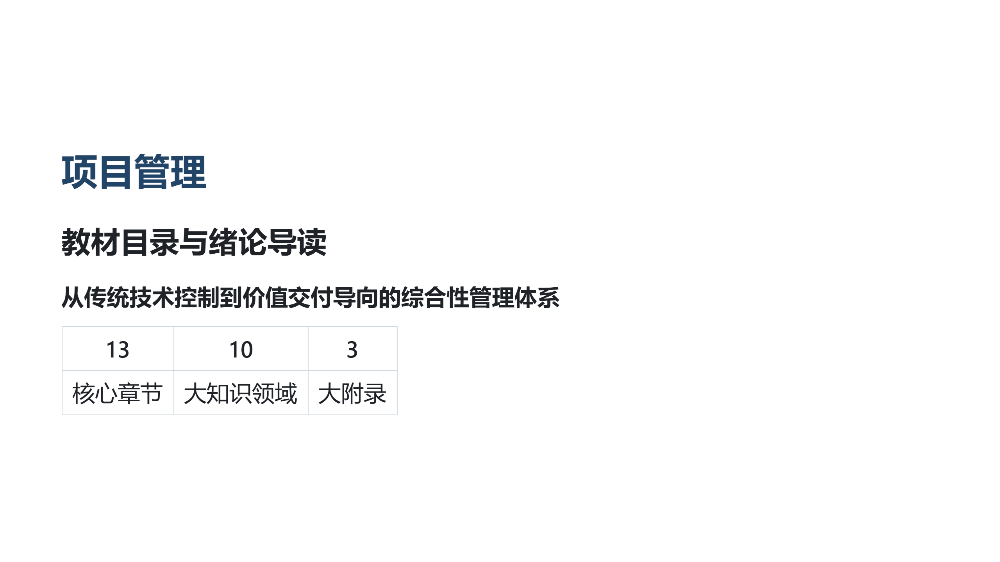 项目管理
教材目录与绪论导读
从传统技术控制到价值交付导向的综合性管理体系
13 10 3
核心章节 大知识领域 大附录